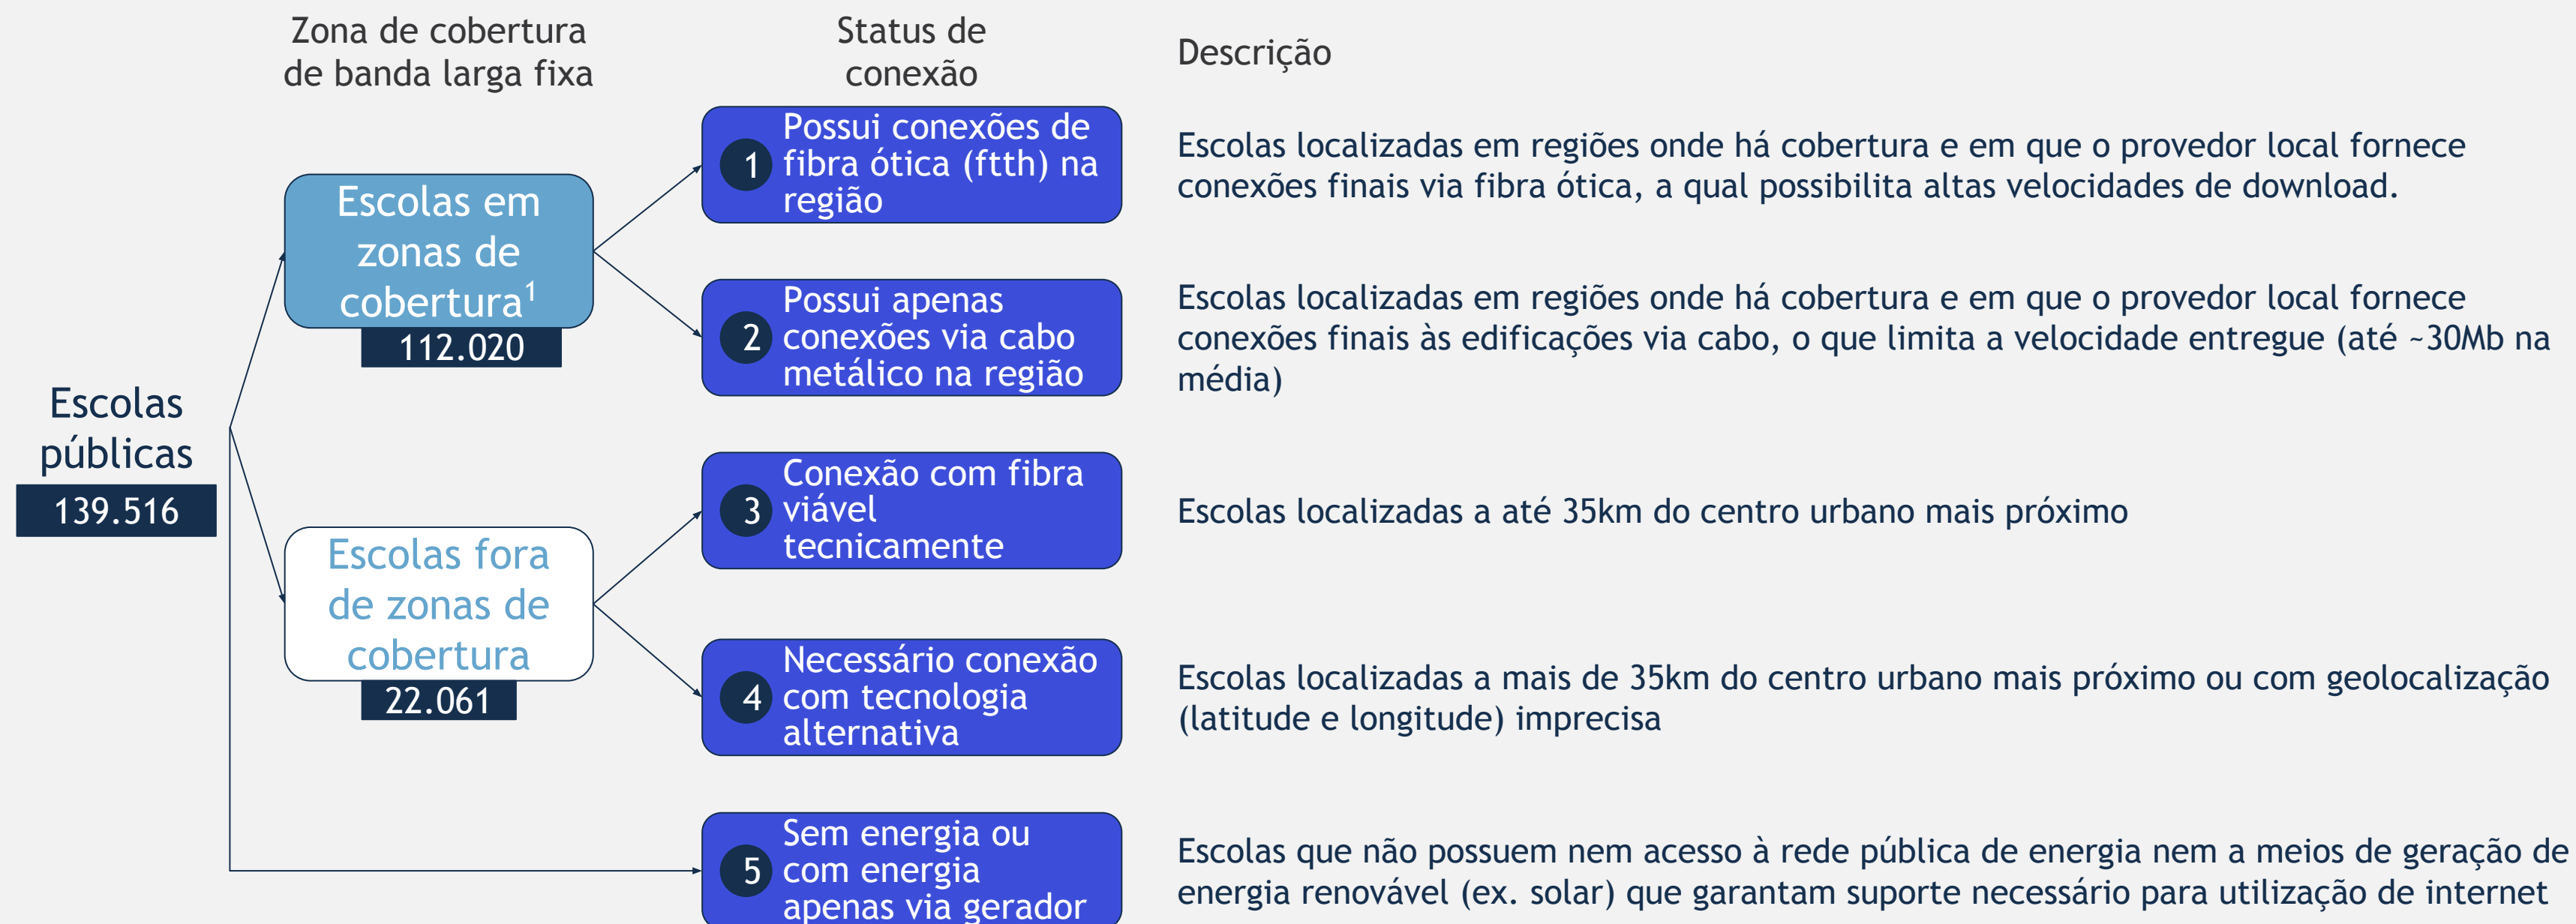 Zona de cobertura
de banda larga fixa
Status de
conexão
Descrição
Escolas
públicas
139.516
Escolas em
zonas de
cobertura¹
112.020
Escolas fora
de zonas de
cobertura
22.061
1
Possui conexões de
fibra ótica (ftth) na
região
Escolas localizadas em regiões onde há cobertura e em que o provedor local fornece
conexões finais via fibra ótica, a qual possibilita altas velocidades de download.
2
Possui apenas
conexões via cabo
metálico na região
Escolas localizadas em regiões onde há cobertura e em que o provedor local fornece
conexões finais às edificações via cabo, o que limita a velocidade entregue (até ~30Mb na
média)
3
Conexão com fibra
viável
tecnicamente
Escolas localizadas a até 35km do centro urbano mais próximo
4
Necessário conexão
com tecnologia
alternativa
Escolas localizadas a mais de 35km do centro urbano mais próximo ou com geolocalização
(latitude e longitude) imprecisa
5
Sem energia ou
com energia
apenas via gerador
Escolas que não possuem nem acesso à rede pública de energia nem a meios de geração de
energia renovável (ex. solar) que garantam suporte necessário para utilização de internet